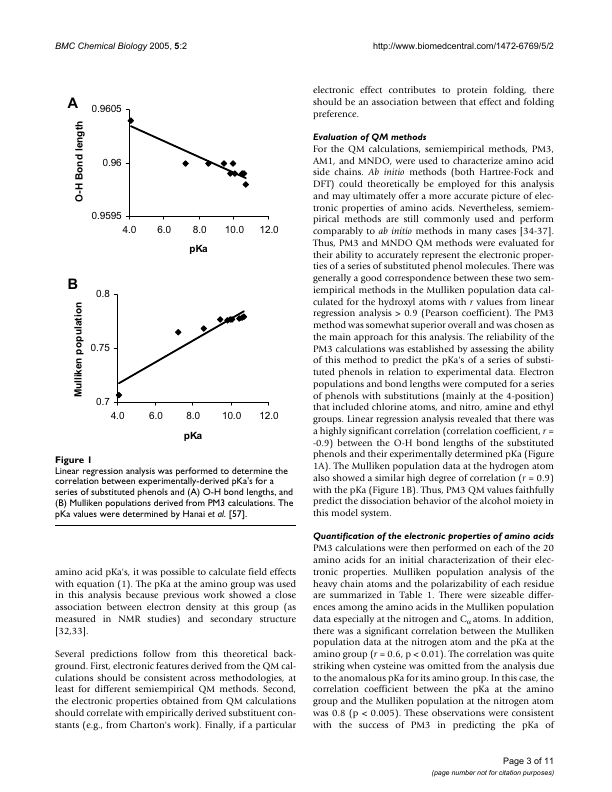 BMC Chemical Biology 2005, 5:2
http://www.biomedcentral.com/1472-6769/5/2
A
0.9605
0.96
0.9595
O-H Bond length
4.0 6.0 8.0 10.0 12.0
pKa
B
0.8
0.75
0.7
Mulliken population
4.0 6.0 8.0 10.0 12.0
pKa
Figure 1
Linear regression analysis was performed to determine the
correlation between experimentally-derived pKa's for a
series of substituted phenols and (A) O-H bond lengths, and
(B) Mulliken populations derived from PM3 calculations. The
pKa values were determined by Hanai et al. [57].
amino acid pKa's, it was possible to calculate field effects
with equation (1). The pKa at the amino group was used
in this analysis because previous work showed a close
association between electron density at this group (as
measured in NMR studies) and secondary structure
[32,33].
Several predictions follow from this theoretical back-
ground. First, electronic features derived from the QM cal-
culations should be consistent across methodologies, at
least for different semiempirical QM methods. Second,
the electronic properties obtained from QM calculations
should correlate with empirically derived substituent con-
stants (e.g., from Charton's work). Finally, if a particular
electronic effect contributes to protein folding, there
should be an association between that effect and folding
preference.
Evaluation of QM methods
For the QM calculations, semiempirical methods, PM3,
AM1, and MNDO, were used to characterize amino acid
side chains. Ab initio methods (both Hartree-Fock and
DFT) could theoretically be employed for this analysis
and may ultimately offer a more accurate picture of elec-
tronic properties of amino acids. Nevertheless, semiem-
pirical methods are still commonly used and perform
comparably to ab initio methods in many cases [34-37].
Thus, PM3 and MNDO QM methods were evaluated for
their ability to accurately represent the electronic proper-
ties of a series of substituted phenol molecules. There was
generally a good correspondence between these two sem-
iempirical methods in the Mulliken population data cal-
culated for the hydroxyl atoms with r values from linear
regression analysis > 0.9 (Pearson coefficient). The PM3
method was somewhat superior overall and was chosen as
the main approach for this analysis. The reliability of the
PM3 calculations was established by assessing the ability
of this method to predict the pKa's of a series of substi-
tuted phenols in relation to experimental data. Electron
populations and bond lengths were computed for a series
of phenols with substitutions (mainly at the 4-position)
that included chlorine atoms, and nitro, amine and ethyl
groups. Linear regression analysis revealed that there was
a highly significant correlation (correlation coefficient, r =
-0.9) between the O-H bond lengths of the substituted
phenols and their experimentally determined pKa (Figure
1A). The Mulliken population data at the hydrogen atom
also showed a similar high degree of correlation (r = 0.9)
with the pKa (Figure 1B). Thus, PM3 QM values faithfully
predict the dissociation behavior of the alcohol moiety in
this model system.
Quantification of the electronic properties of amino acids
PM3 calculations were then performed on each of the 20
amino acids for an initial characterization of their elec-
tronic properties. Mulliken population analysis of the
heavy chain atoms and the polarizability of each residue
are summarized in Table 1. There were sizeable differ-
ences among the amino acids in the Mulliken population
data especially at the nitrogen and Cα atoms. In addition,
there was a significant correlation between the Mulliken
population data at the nitrogen atom and the pKa at the
amino group (r = 0.6, p < 0.01). The correlation was quite
striking when cysteine was omitted from the analysis due
to the anomalous pKa for its amino group. In this case, the
correlation coefficient between the pKa at the amino
group and the Mulliken population at the nitrogen atom
was 0.8 (p < 0.005). These observations were consistent
with the success of PM3 in predicting the pKa of
Page 3 of 11
(page number not for citation purposes)